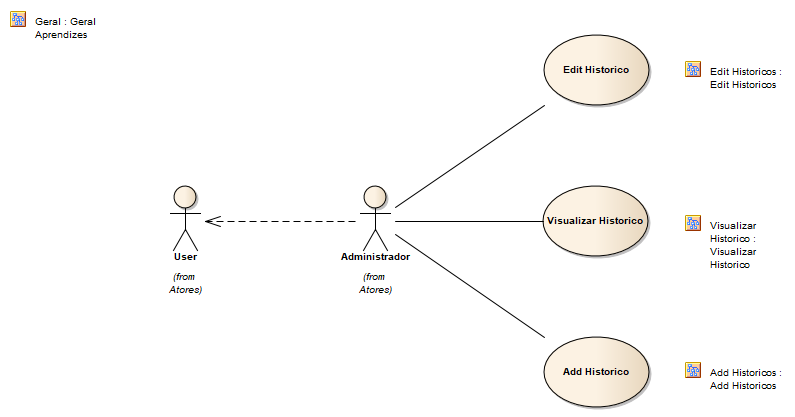 Geral : Geral
Aprendizes
Edit Historico
Edit Historicos :
Edit Historicos
User
(from
Atores)
Administrador
(from
Atores)
Visualizar Historico
Visualizar
Historico :
Visualizar
Historico
Add Historico
Add Historicos :
Add Historicos